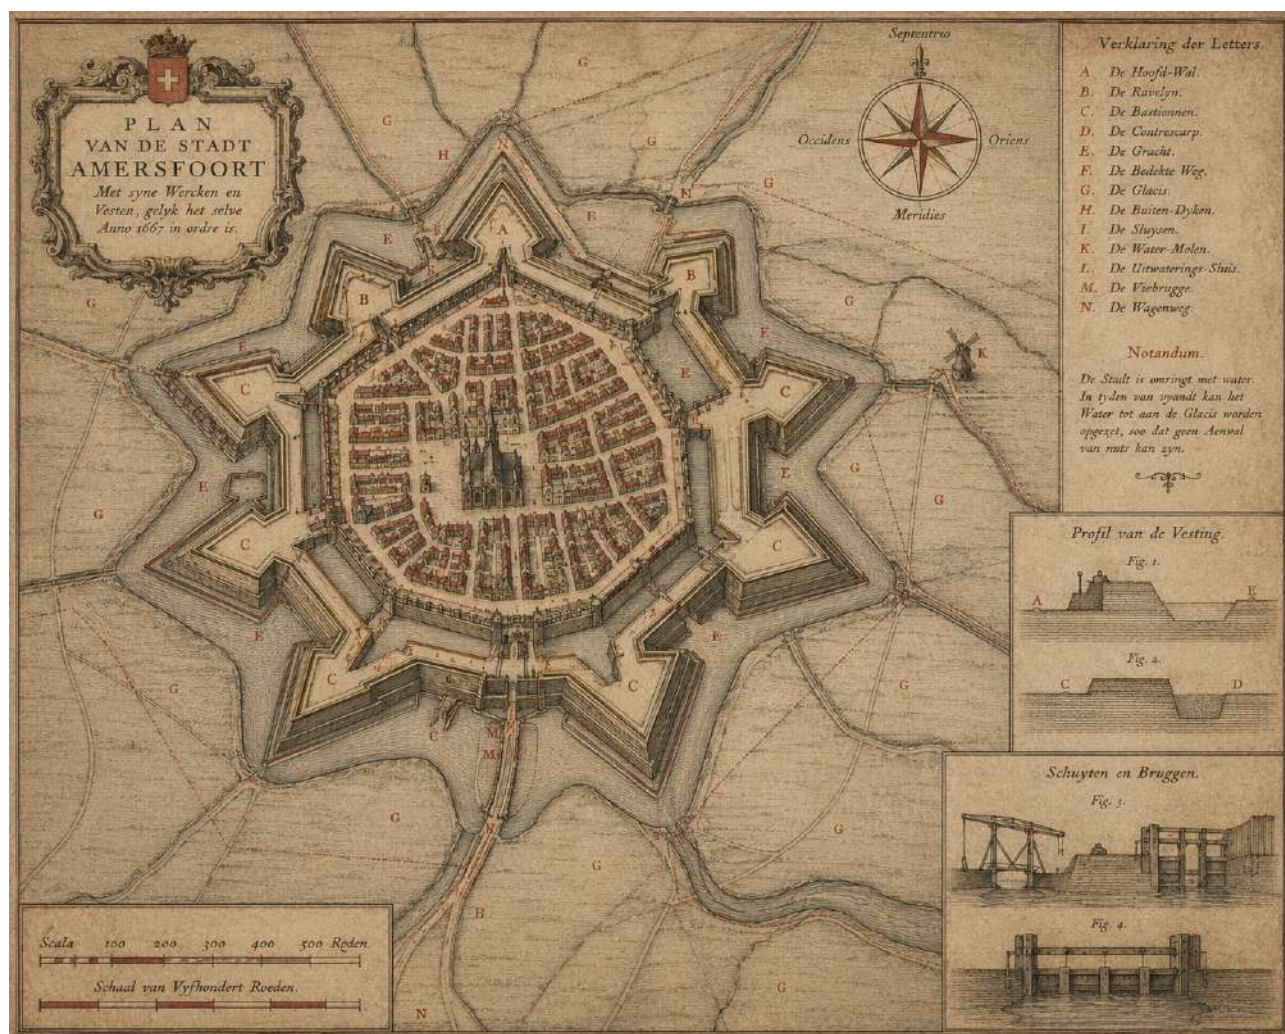 PLAN
VAN DE STADT
AMERSFOORT
Met syne Wercken en
Vesten, gelyk het selve
Anno 1667 in ordre is.
Septentrio
Occidens
Oriens
Meridies
Verklaring der Letters.
A. De Hoofd-Wal.
B. De Ravelyn.
C. De Bastionnen.
D. De Contrescarp.
E. De Gracht.
F. De Bedekte Weg.
G. De Glacis.
H. De Buiten-Dyken.
I. De Sluysen.
K. De Water-Molen.
L. De Uitwaterings-Sluis.
M. De Viebrugge.
N. De Wagenweg.
Notandum.
De Stadt is omringt met water.
In tyden van vyandt kan het
Water tot aan de Glacis worden
opgezet, soo dat geen Aenval
van nuts kan zyn.
Profil van de Vesting.
Fig. 1.
A
E
Fig. 2.
C
D
Schuyten en Bruggen.
Fig. 3.
Fig. 4.
Scala 100 200 300 400 500 Roden.
Schaal van Vyfhondert Roeden.
G
G
H
N
G
N
G
E
E
A
B
B
G
G
E
E
E
K
C
C
G
G
E
E
G
C
C
E
E
G
C
C
G
M
M
N
G
G
G
B
G
N